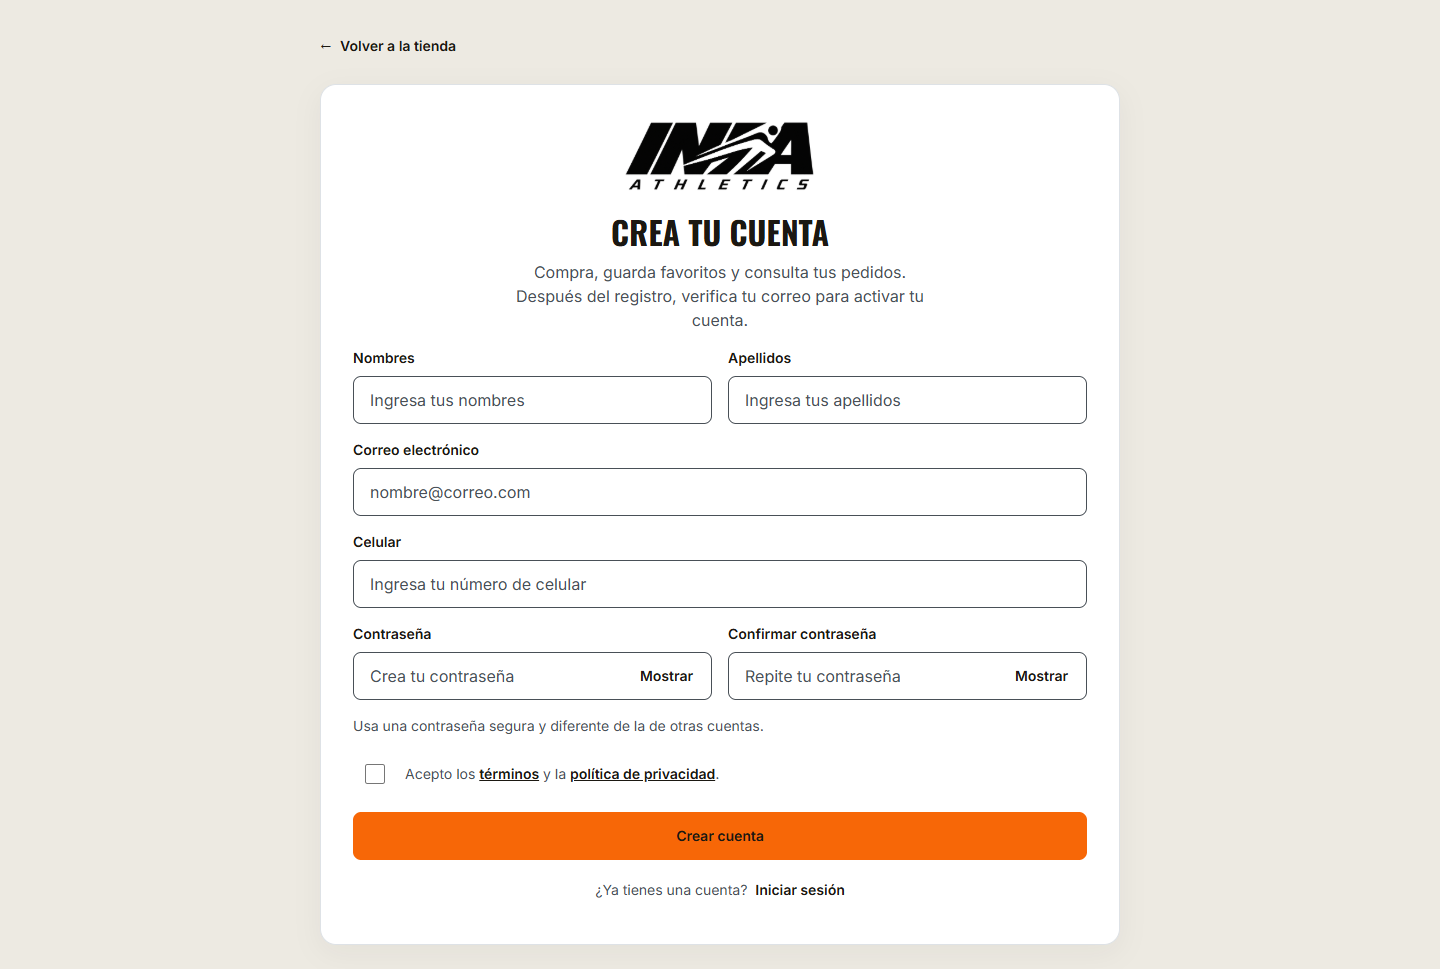 ← Volver a la tienda
INKA
ATHLETICS
CREA TU CUENTA
Compra, guarda favoritos y consulta tus pedidos.
Después del registro, verifica tu correo para activar tu
cuenta.
Nombres
Apellidos
Ingresa tus nombres
Ingresa tus apellidos
Correo electrónico
nombre@correo.com
Celular
Ingresa tu número de celular
Contraseña
Confirmar contraseña
Crea tu contraseña Mostrar
Repite tu contraseña Mostrar
Usa una contraseña segura y diferente de la de otras cuentas.
Acepto los términos y la política de privacidad.
Crear cuenta
¿Ya tienes una cuenta? Iniciar sesión